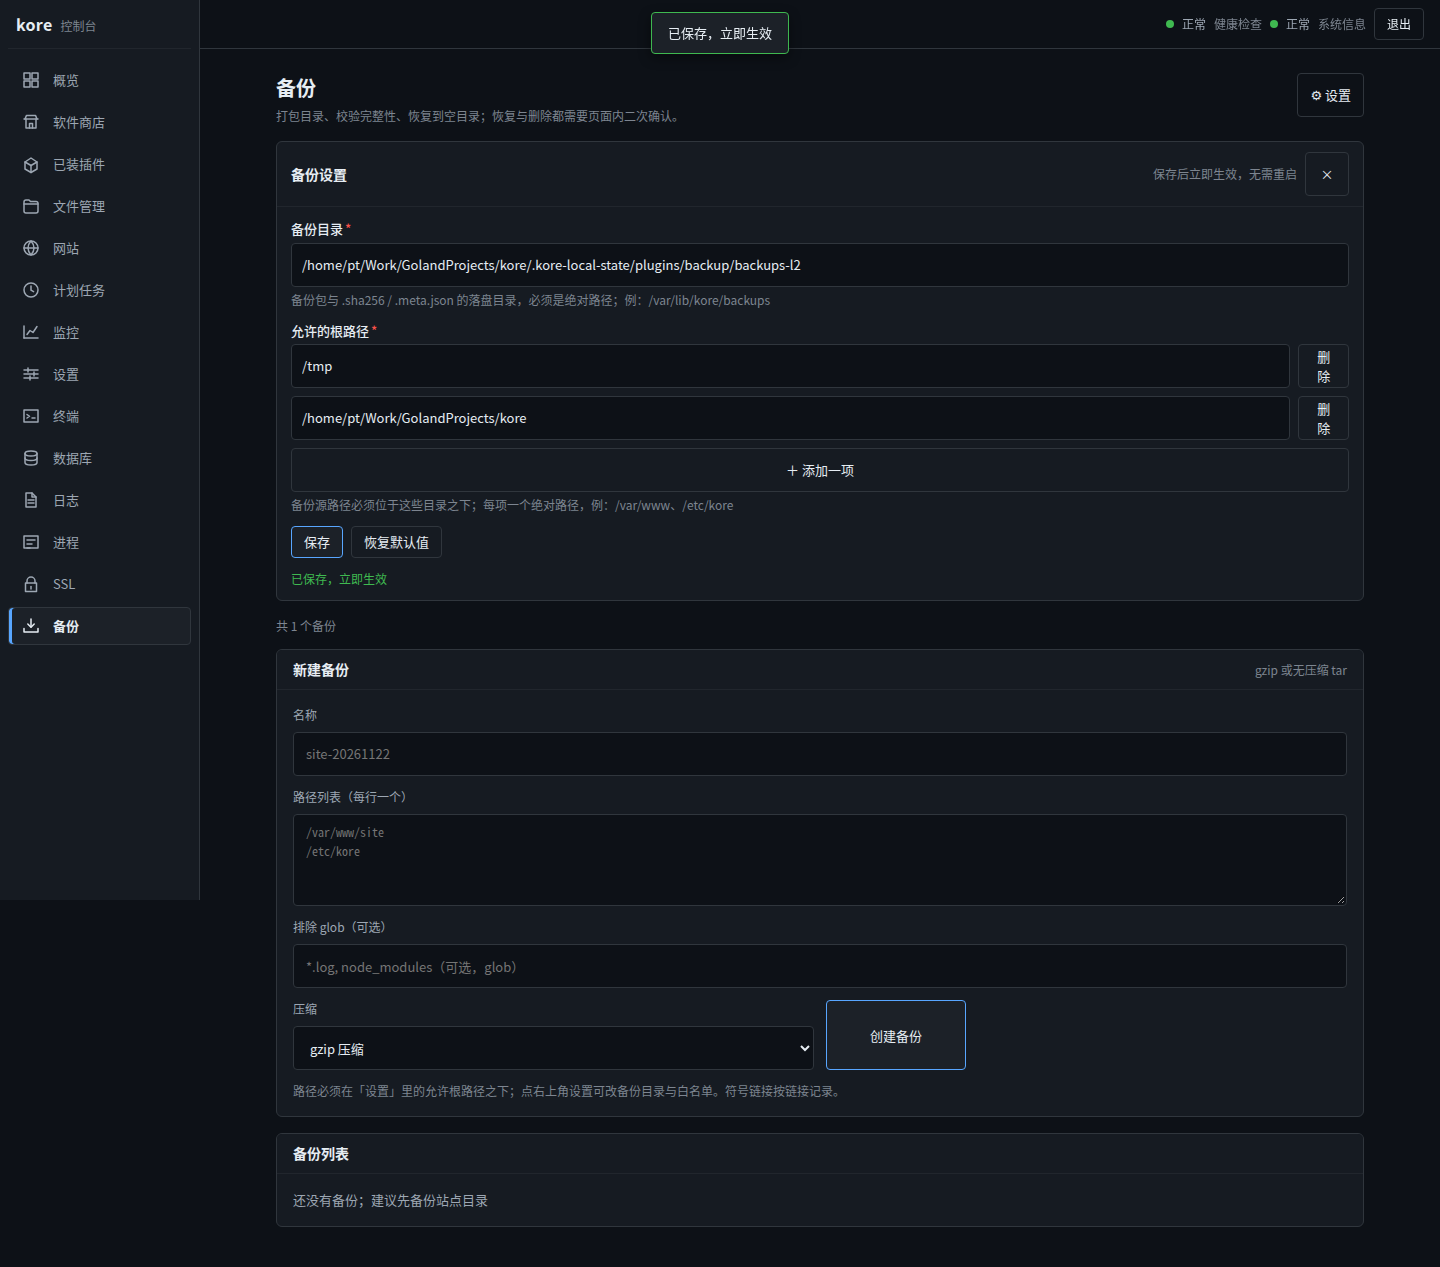 kore 控制台
已保存，立即生效
正常 健康检查 正常 系统信息 退出
概览
软件商店
已装插件
文件管理
网站
计划任务
监控
设置
终端
数据库
日志
进程
SSL
备份
备份
⚙ 设置
打包目录、校验完整性、恢复到空目录；恢复与删除都需要页面内二次确认。
备份设置
保存后立即生效，无需重启 ×
备份目录 *
/home/pt/Work/GolandProjects/kore/.kore-local-state/plugins/backup/backups-l2
备份包与 .sha256 / .meta.json 的落盘目录，必须是绝对路径；例：/var/lib/kore/backups
允许的根路径 *
/tmp
删
除
/home/pt/Work/GolandProjects/kore
删
除
＋ 添加一项
备份源路径必须位于这些目录之下；每项一个绝对路径，例：/var/www、/etc/kore
保存 恢复默认值
已保存，立即生效
共 1 个备份
新建备份
gzip 或无压缩 tar
名称
site-20261122
路径列表（每行一个）
/var/www/site
/etc/kore
排除 glob（可选）
*.log, node_modules（可选，glob）
压缩
gzip 压缩
创建备份
路径必须在「设置」里的允许根路径之下；点右上角设置可改备份目录与白名单。符号链接按链接记录。
备份列表
还没有备份；建议先备份站点目录